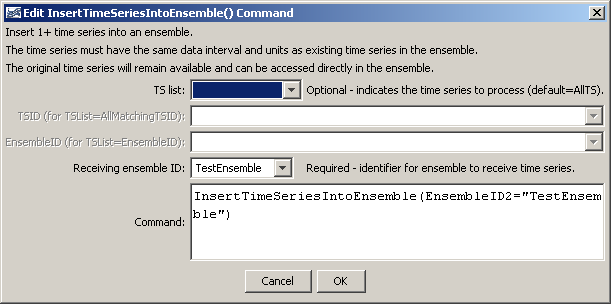 Edit InsertTimeSeriesIntoEnsemble() Command
Insert 1+ time series into an ensemble.
The time series must have the same data interval and units as existing time series in the ensemble.
The original time series will remain available and can be accessed directly in the ensemble.
TS list: Optional - indicates the time series to process (default=AllTS).
TSID (for TSList=AllMatchingTSID):
EnsembleID (for TSList=EnsembleID):
Receiving ensemble ID: TestEnsemble Required - identifier for ensemble to receive time series.
InsertTimeSeriesIntoEnsemble(EnsembleID2="TestEnsem
Command: ble")
Cancel OK